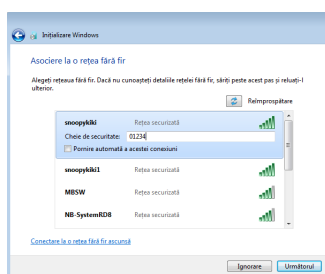 Inițializare Windows
Asociere la o rețea fără fir
Alegeți rețeaua fără fir. Dacă nu cunoașteți detaliile rețelei fără fir, săriți peste acest pas și reluați-l
ulterior.
Reîmprospătare
snoopykiki Rețea securizată
Cheie de securitate: 01234
Pornire automată a acestei conexiuni
snoopykiki1 Rețea securizată
MBSW Rețea securizată
NB-SystemRD8 Rețea securizată
Conectare la o rețea fără fir ascunsă
Ignorare Următorul